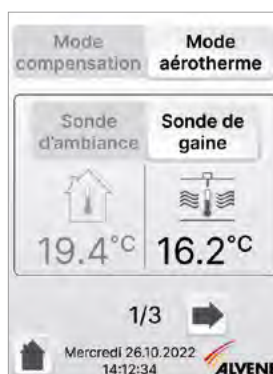 Mode compensation
Mode aérotherme
Sonde d'ambiance
Sonde de gaine
19.4°C 16.2°C
1/3
Mercredi 26.10.2022
14:12:34